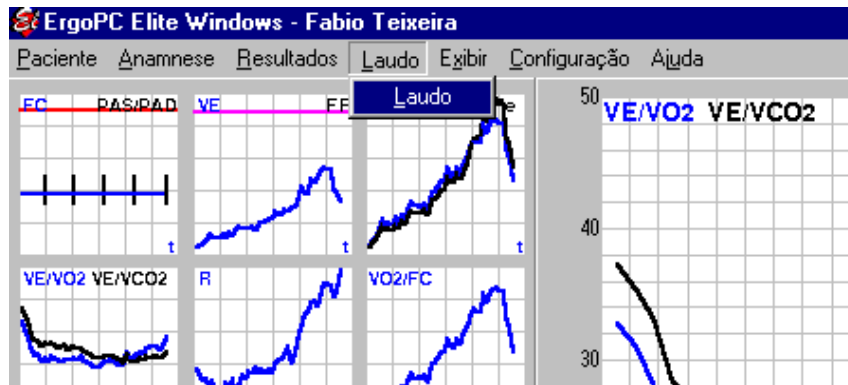 ErgoPC Elite Windows - Fabio Teixeira
Paciente Anamnese Resultados Laudo Exibir Configuração Ajuda
Laudo
FC PAS/PAD
t
VE
t
t
VE/VO2 VE/VCO2
R
VO2/FC
50
VE/VO2 VE/VCO2
40
30